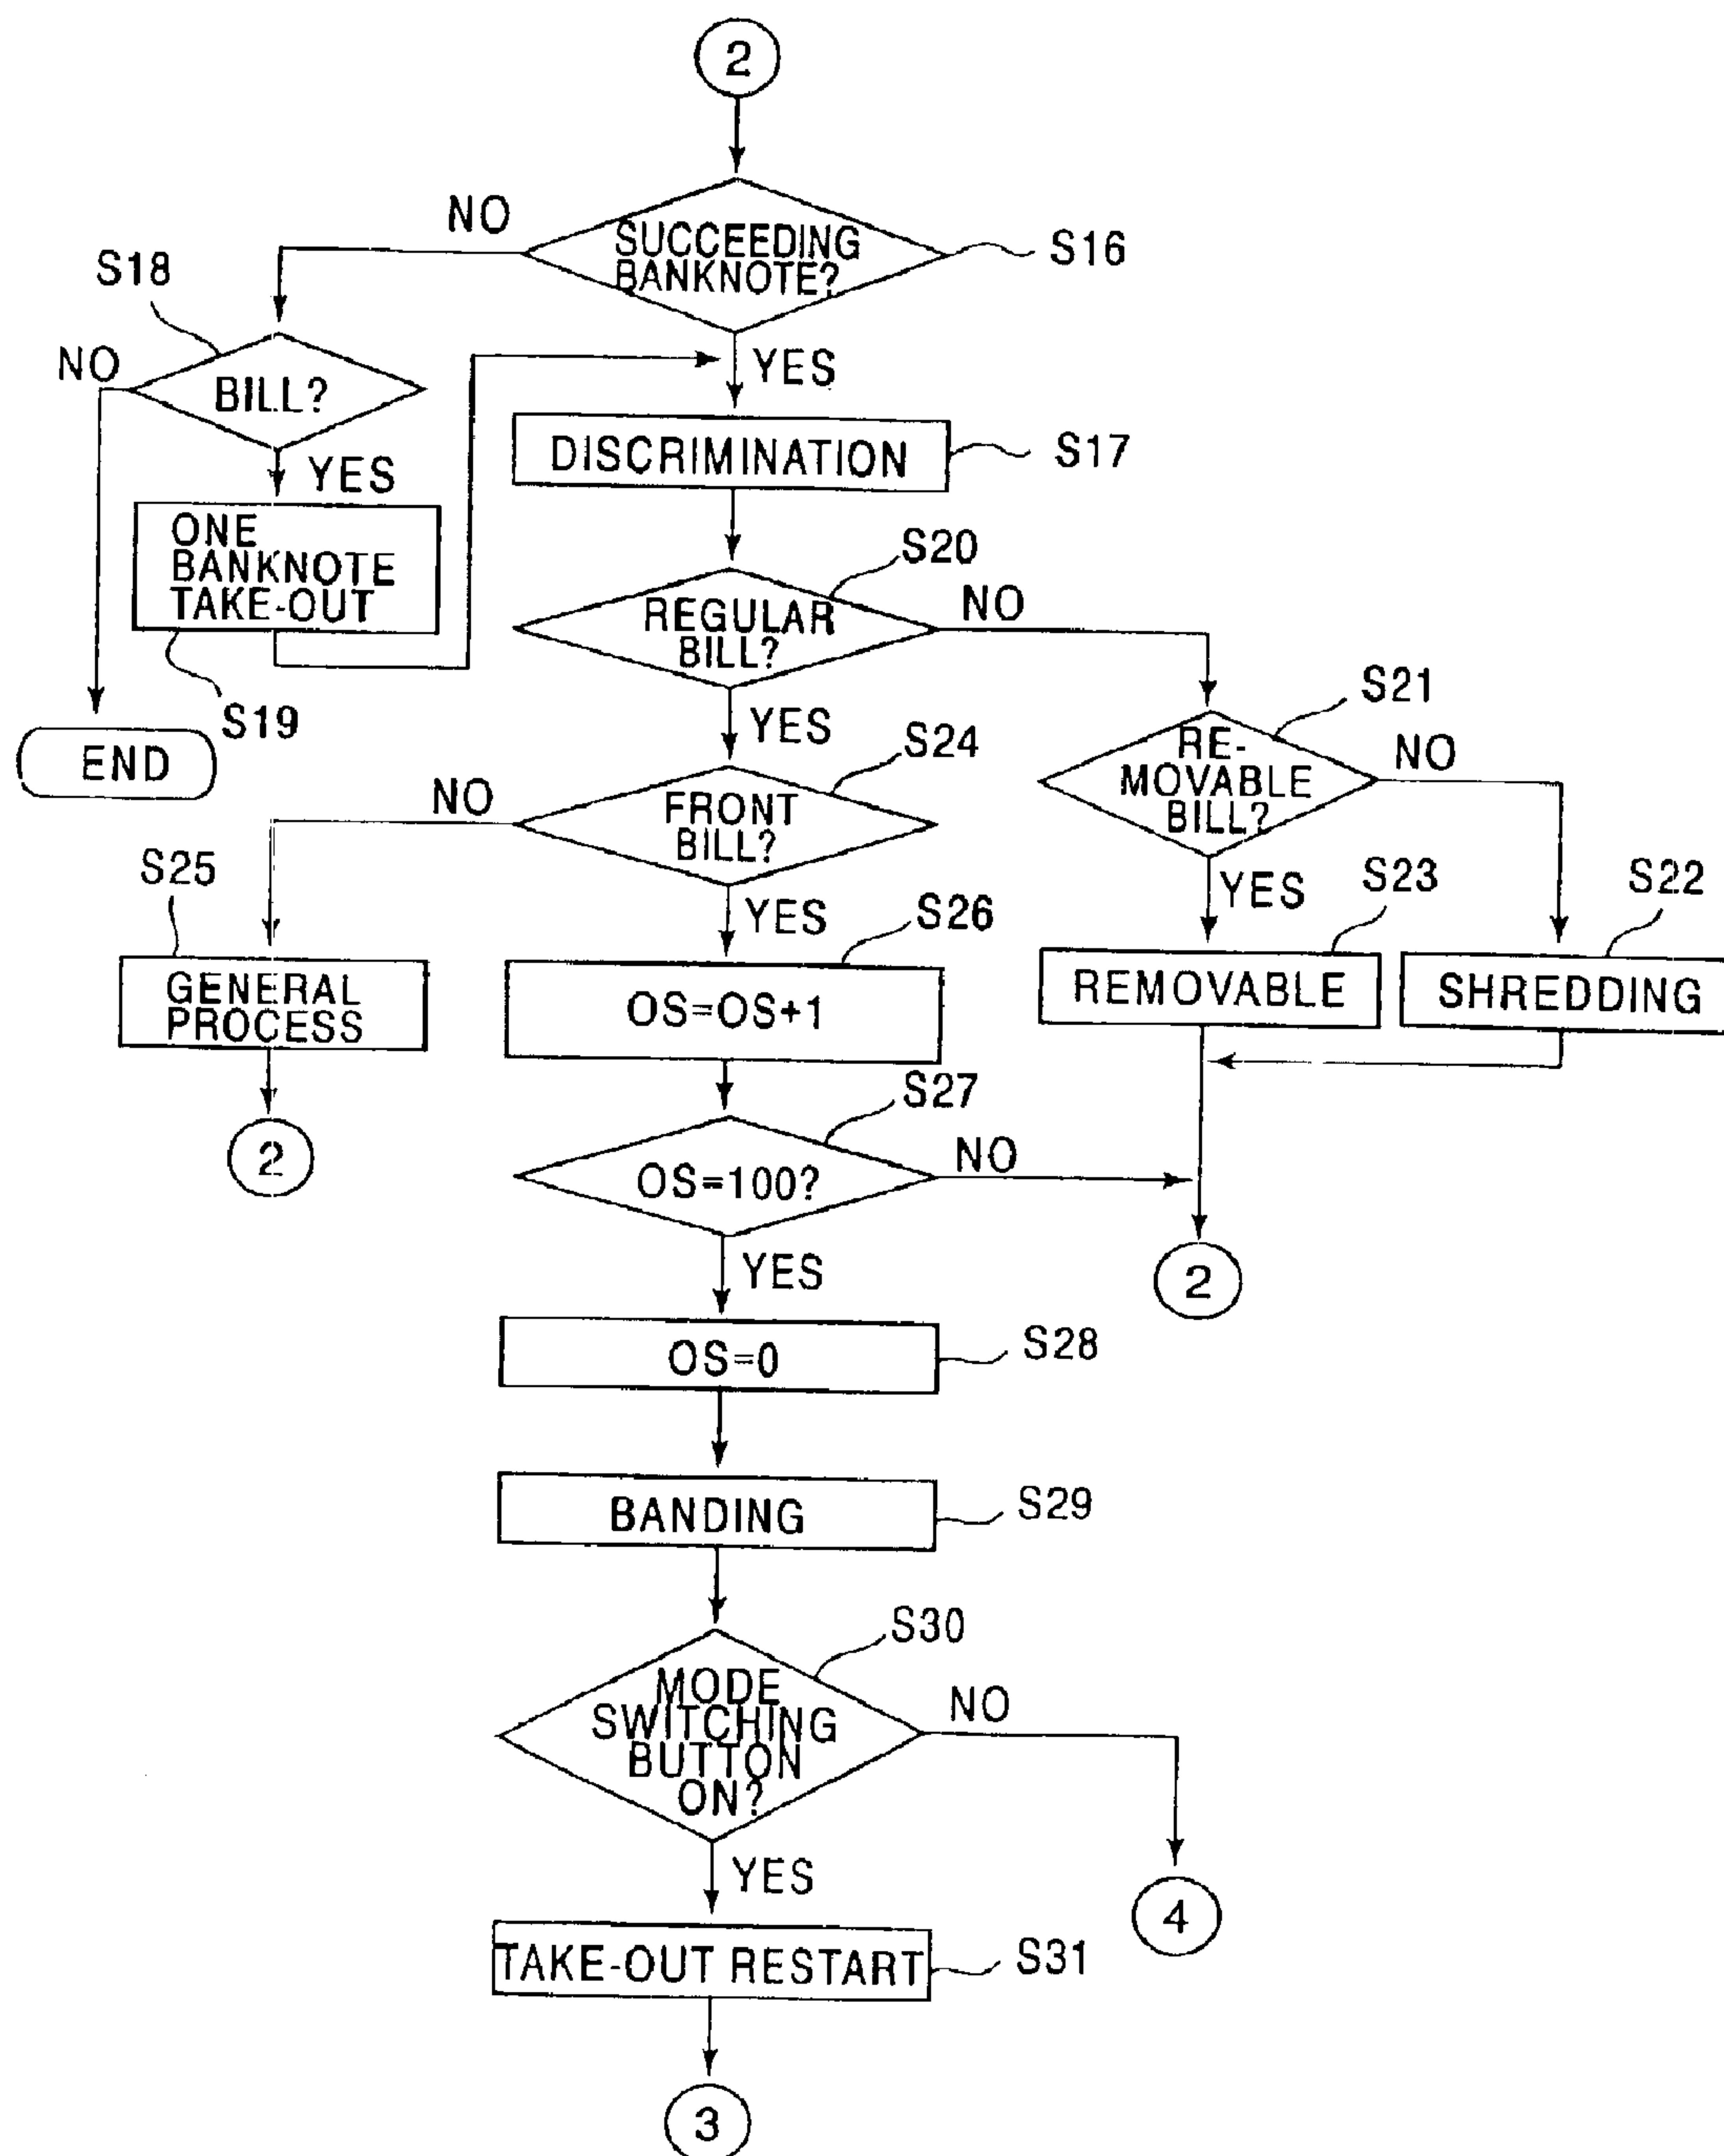 2
NO
SUCCEEDING
BANKNOTE?
S16
S18
NO
BILL?
YES
YES
DISCRIMINATION
S17
ONE
BANKNOTE
TAKE-OUT
S19
END
S20
REGULAR
BILL?
NO
YES
S21
RE-
MOVABLE
BILL?
NO
S24
NO
FRONT
BILL?
YES
S23
S22
S25
YES
S26
GENERAL
PROCESS
OS=OS+1
REMOVABLE
SHREDDING
2
S27
OS=100?
NO
YES
2
OS=0
S28
BANDING
S29
S30
MODE
SWITCHING
BUTTON
ON?
NO
YES
4
TAKE-OUT RESTART
S31
3